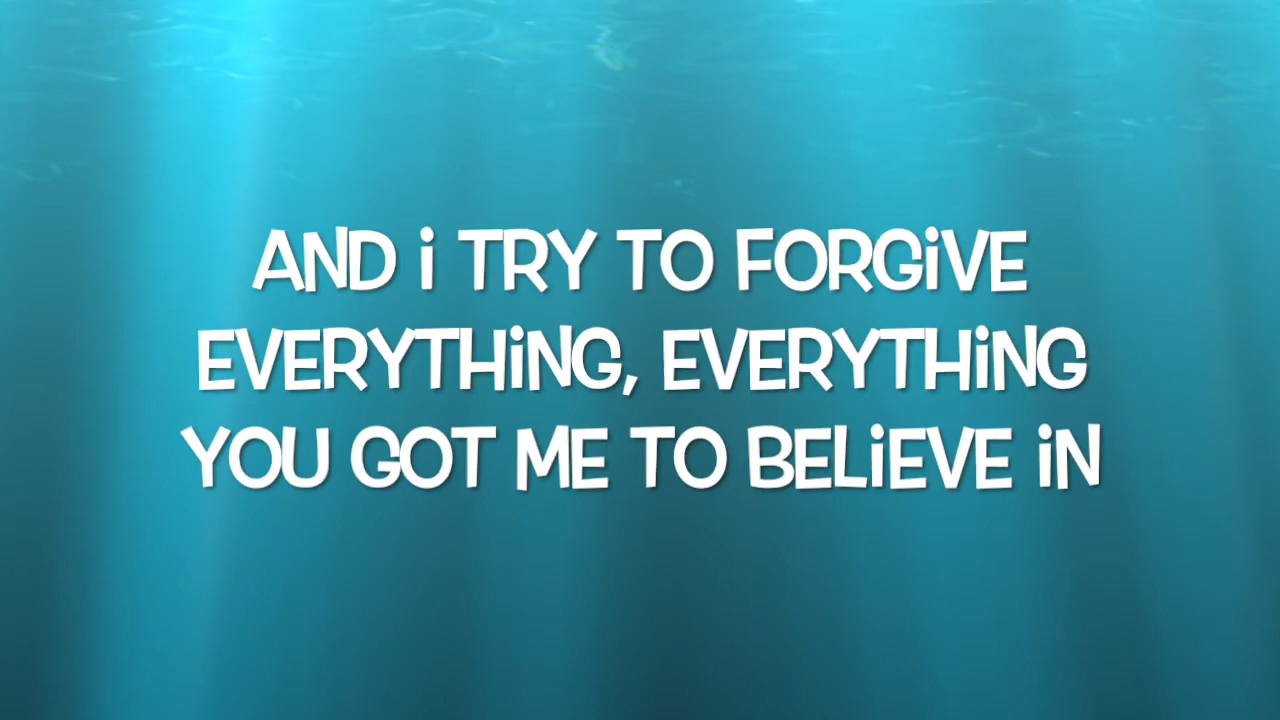 AND i TRY TO FORGiVE
EVERYTHiNG, EVERYTHiNG
YOU GOT ME TO BELiEVE iN